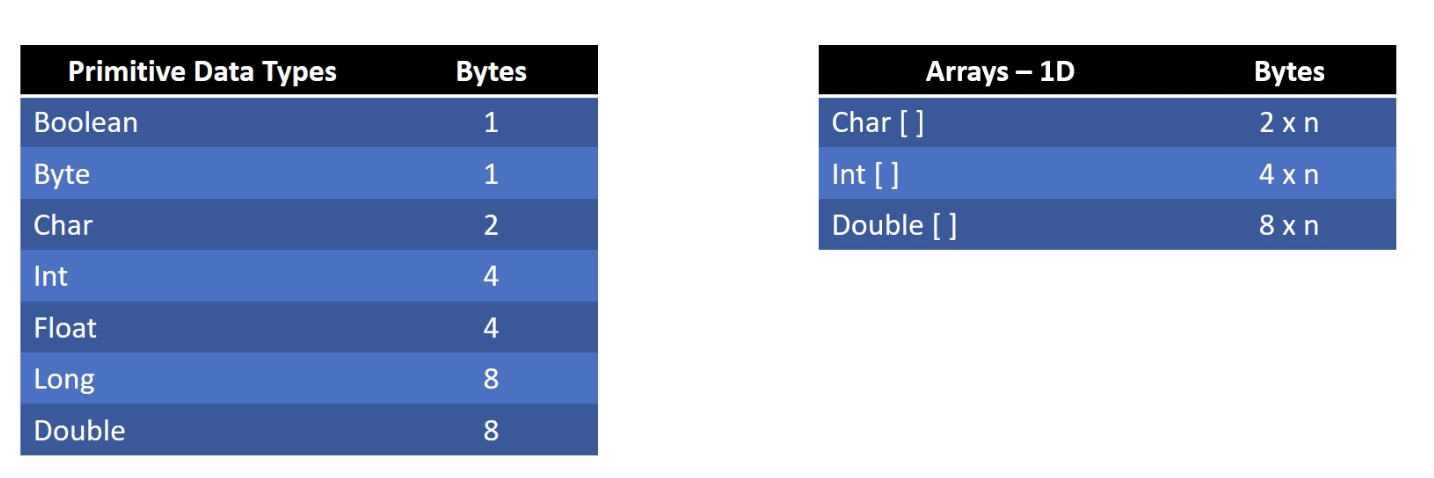 Primitive Data Types Bytes
Boolean 1
Byte 1
Char 2
Int 4
Float 4
Long 8
Double 8
Arrays – 1D Bytes
Char [ ] 2 x n
Int [ ] 4 x n
Double [ ] 8 x n